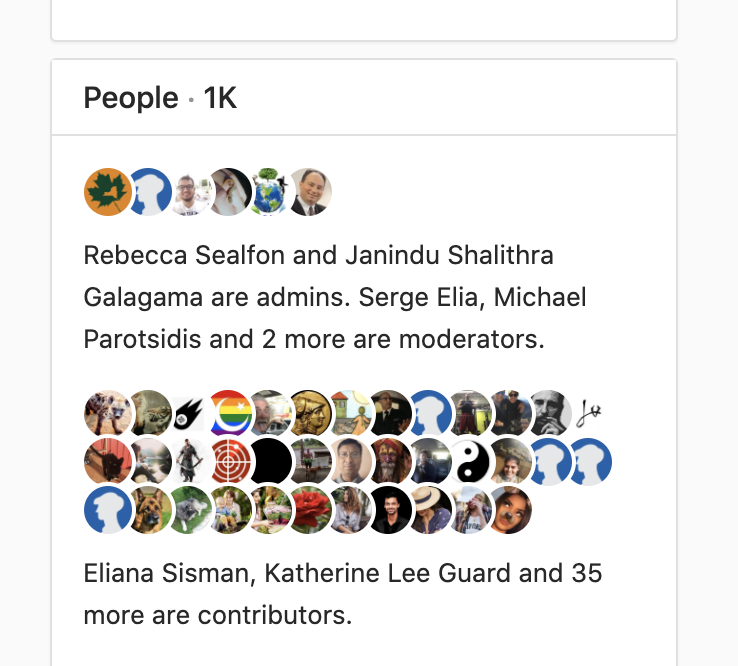 People · 1K
Rebecca Sealfon and Janindu Shalithra
Galagama are admins. Serge Elia, Michael
Parotsidis and 2 more are moderators.
Eliana Sisman, Katherine Lee Guard and 35
more are contributors.